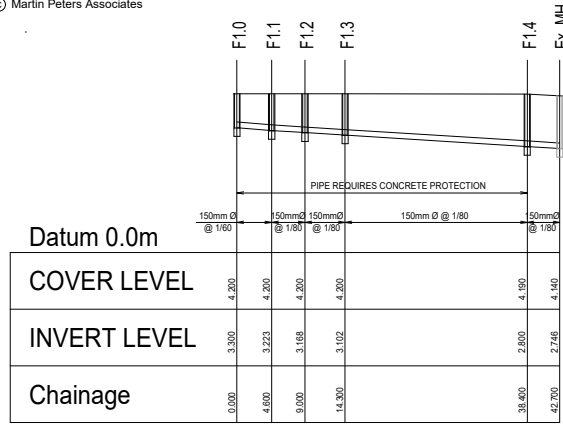 © Martin Peters Associates
F1.0
F1.1
F1.2
F1.3
F1.4
Ex. MH
PIPE REQUIRES CONCRETE PROTECTION
150mm Ø @ 1/60
150mmØ @ 1/80
150mmØ @ 1/80
150mm Ø @ 1/80
150mmØ @ 1/80
Datum 0.0m
COVER LEVEL 4.200 4.200 4.200 4.200 4.190 4.140
INVERT LEVEL 3.300 3.223 3.168 3.102 2.800 2.746
Chainage 0.000 4.600 9.000 14.300 38.400 42.700